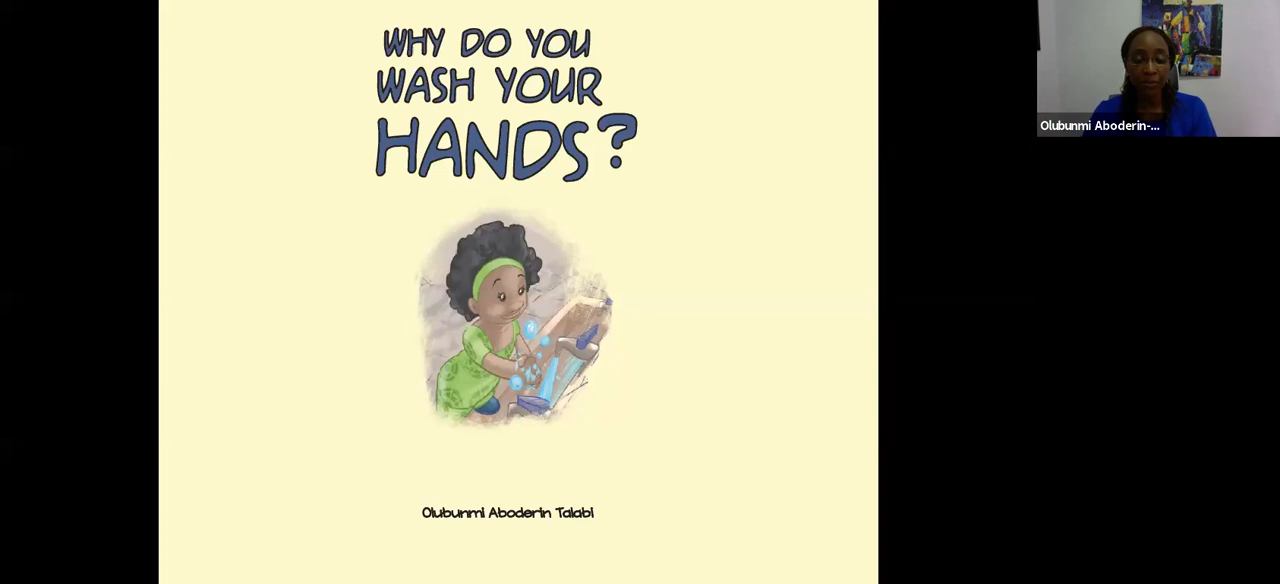 WHY DO YOU
WASH YOUR
HANDS?
Olubunmi Aboderin Talabi
Olubunmi Aboderin-...